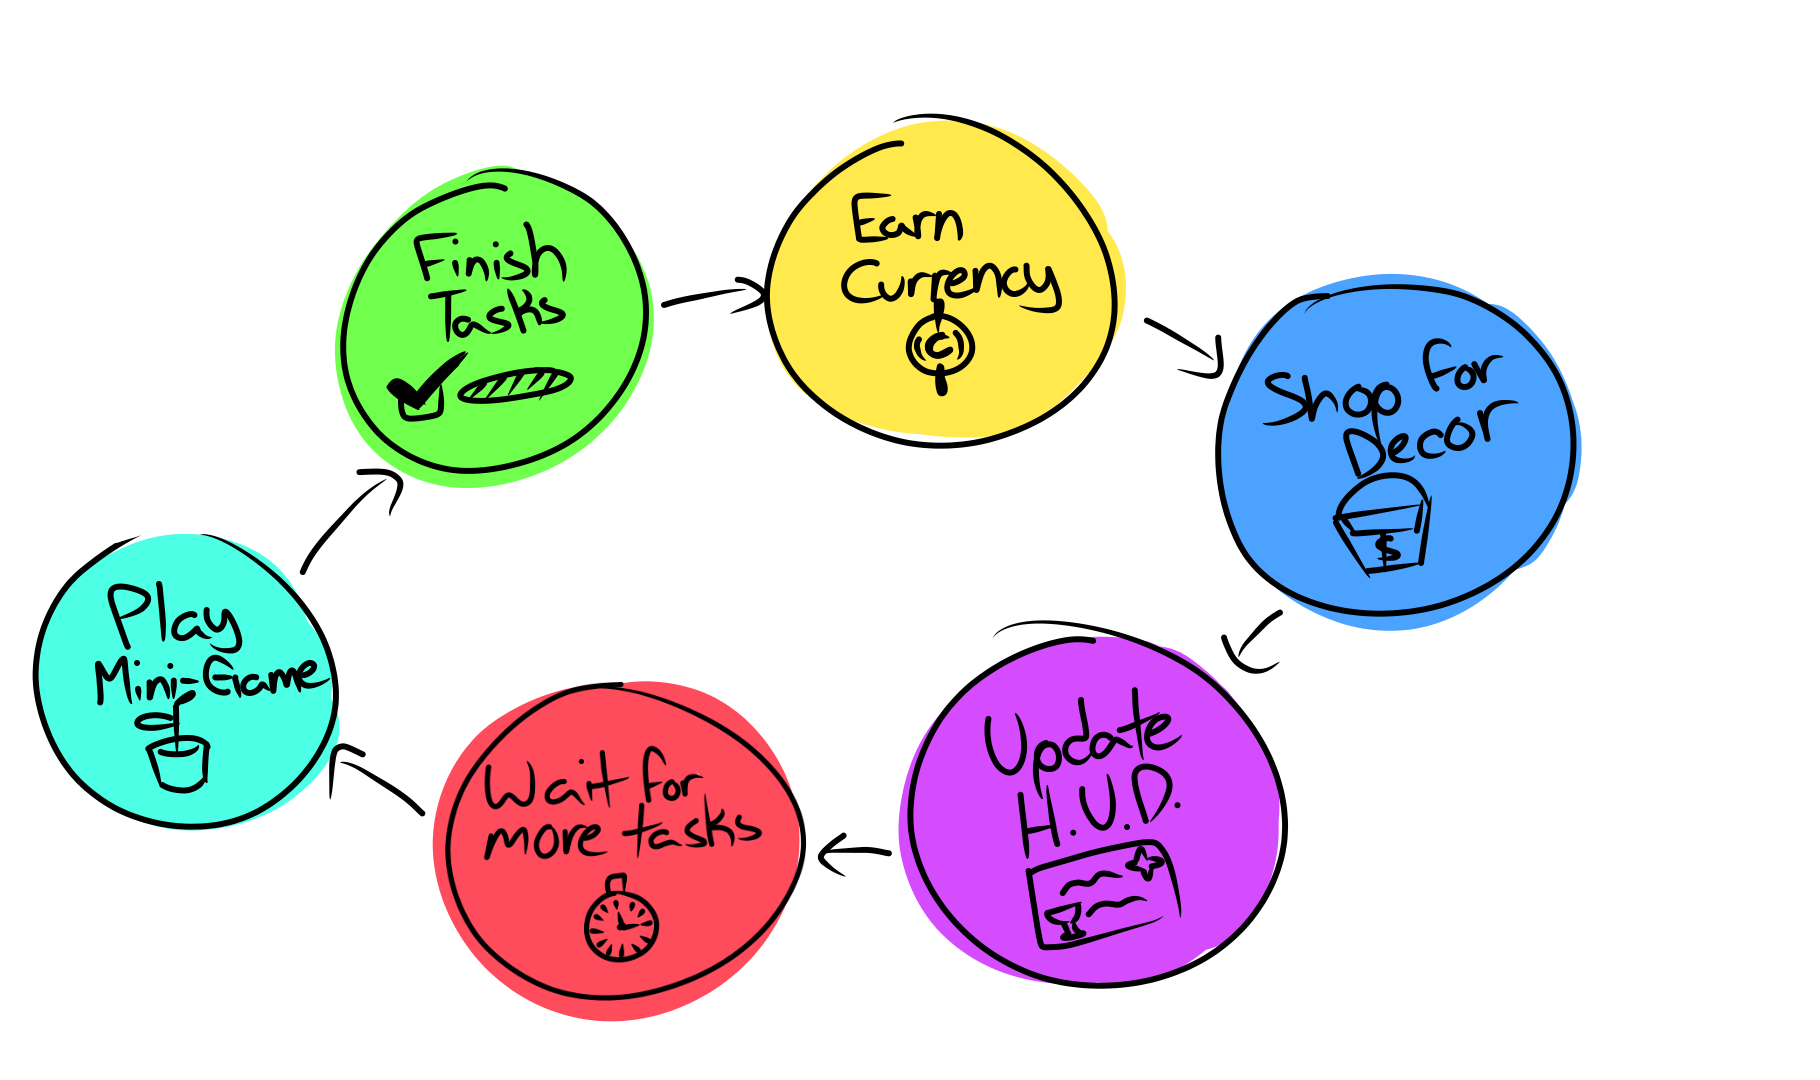 Finish
Tasks
Earn
Currency
C
Shop for
Decor
$
Play
Mini-Game
Wait for
more tasks
Update
H.U.D.